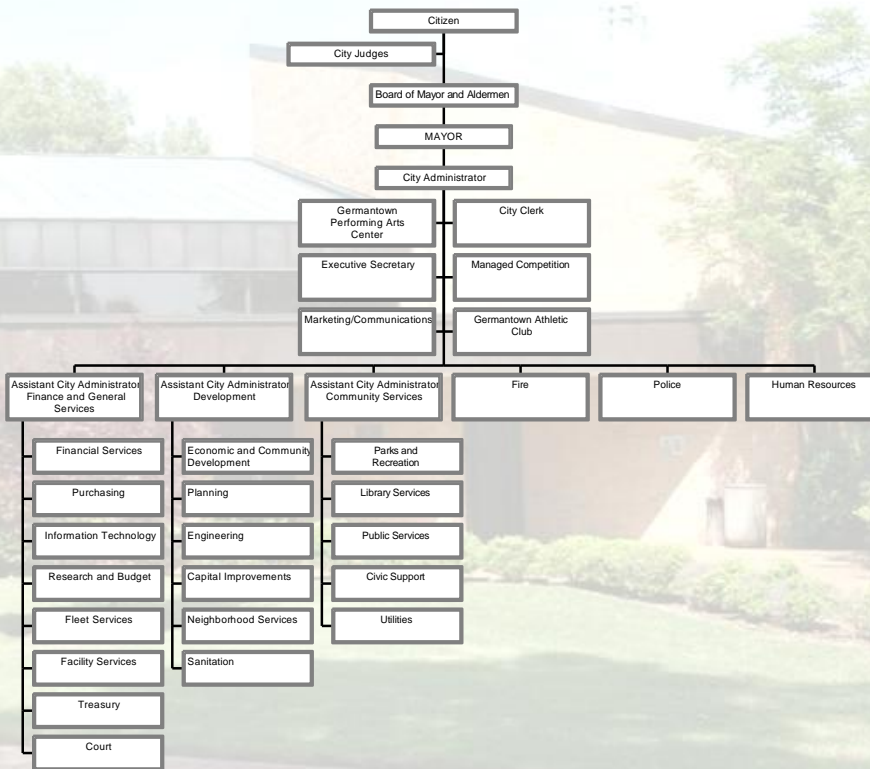 Citizen
City Judges
Board of Mayor and Aldermen
MAYOR
City Administrator
Germantown
Performing Arts
Center
City Clerk
Executive Secretary
Managed Competition
Marketing/Communications
Germantown Athletic
Club
Assistant City Administrator
Finance and General
Services
Assistant City Administrator
Development
Assistant City Administrator
Community Services
Fire
Police
Human Resources
Financial Services
Purchasing
Information Technology
Research and Budget
Fleet Services
Facility Services
Treasury
Court
Economic and Community
Development
Planning
Engineering
Capital Improvements
Neighborhood Services
Sanitation
Parks and
Recreation
Library Services
Public Services
Civic Support
Utilities